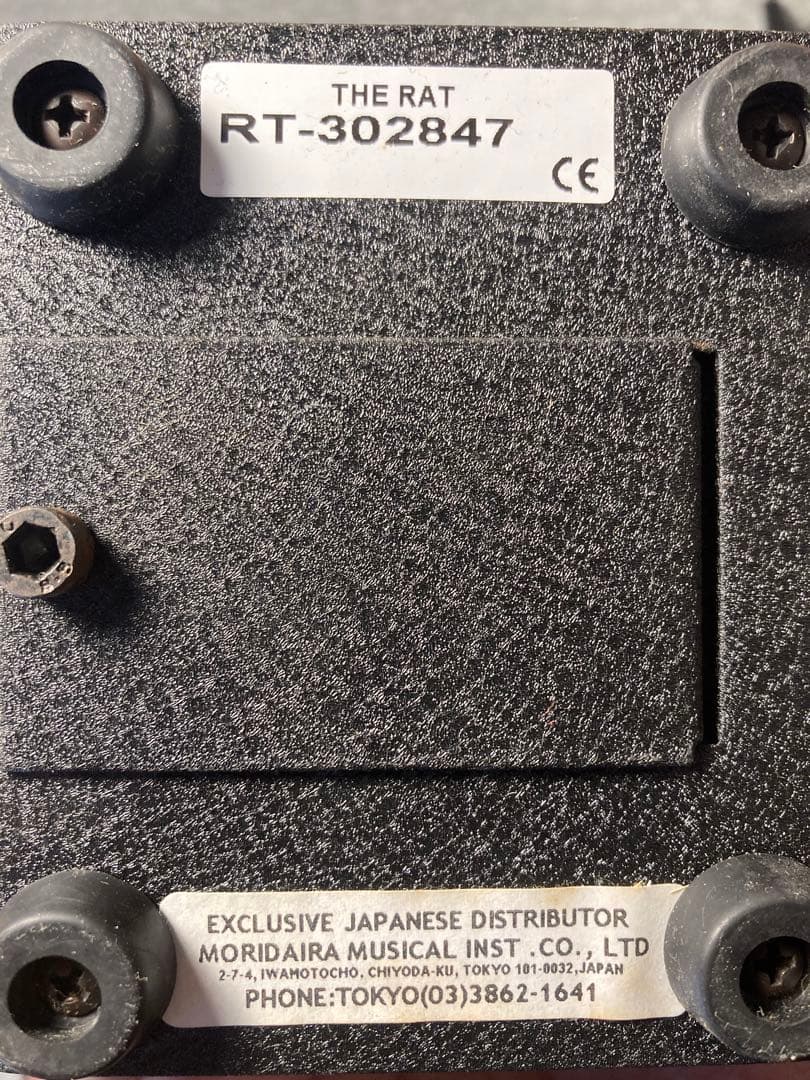 THE RAT
RT-302847
CE
EXCLUSIVE JAPANESE DISTRIBUTOR
MORIDAIRA MUSICAL INST .CO., LTD
2-7-4, IWAMOTOCHO, CHIYODA-KU, TOKYO 101-0032,JAPAN
PHONE:TOKYO(03)3862-1641